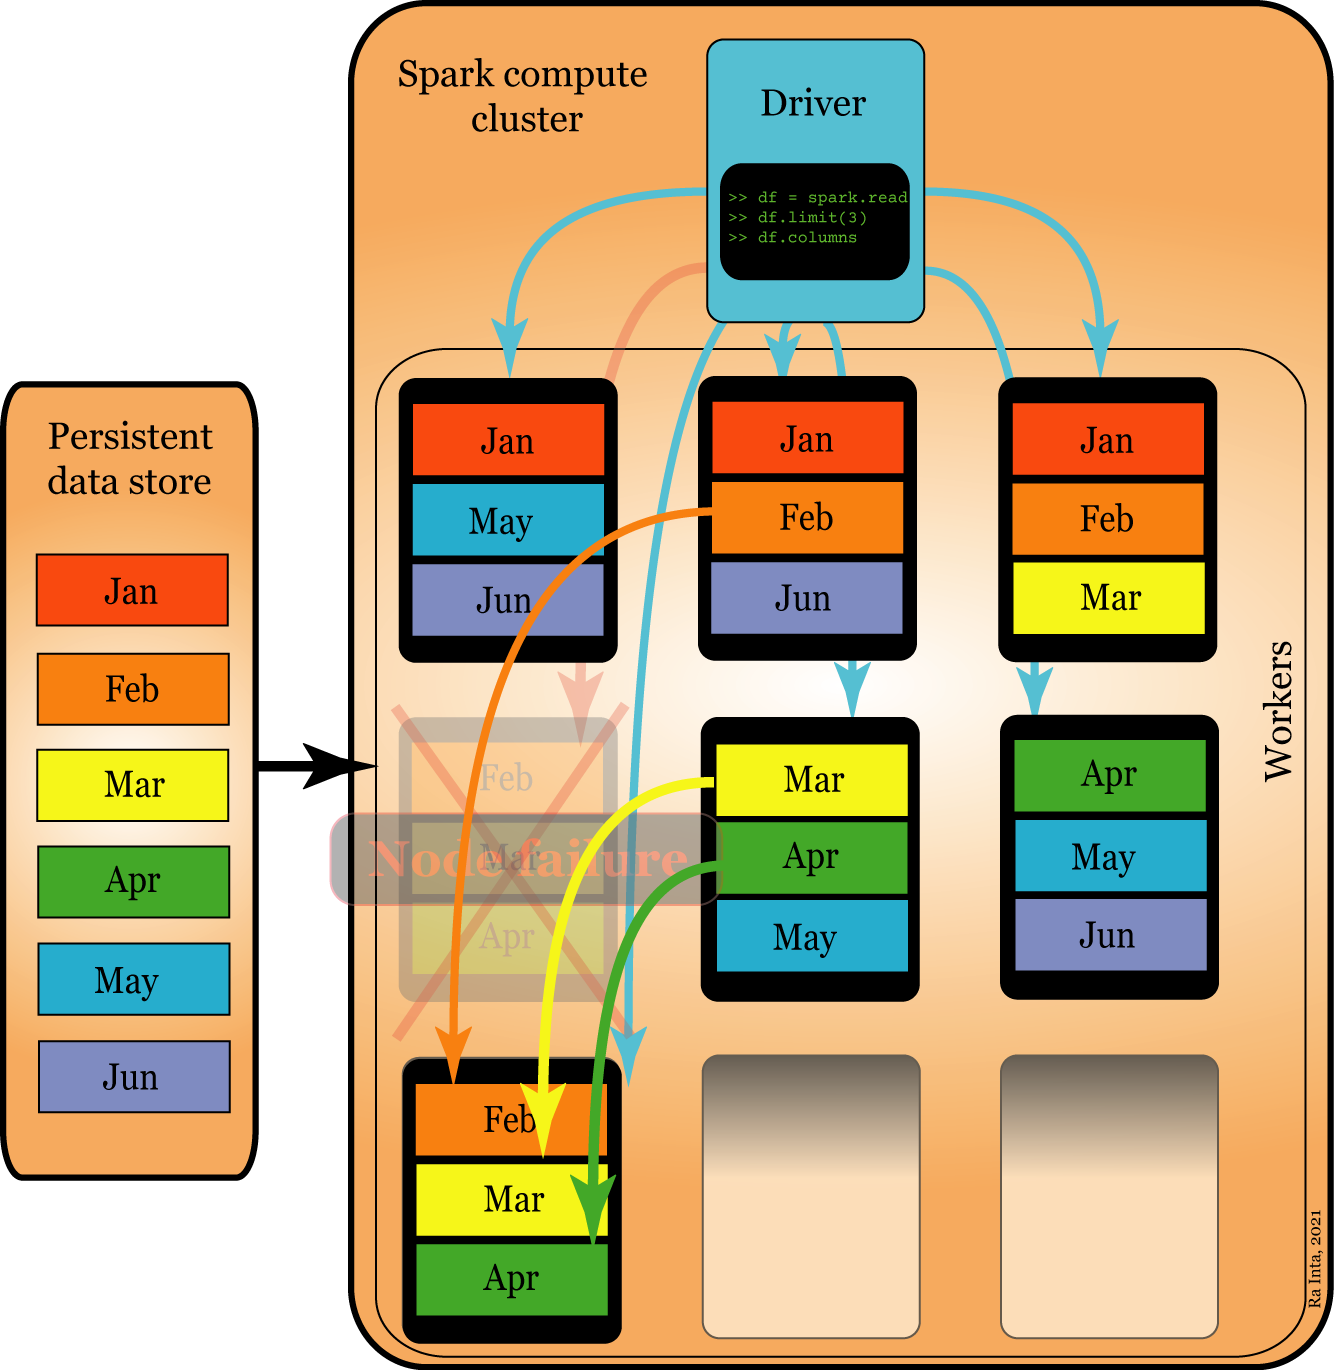 Spark compute
cluster
Driver
>> df = spark.read
>> df.limit(3)
>> df.columns
Persistent
data store
Jan
Feb
Mar
Apr
May
Jun
Jan
May
Jun
Jan
Feb
Jun
Jan
Feb
Mar
Workers
Feb
Mar
Apr
Node failure
Mar
Apr
May
Apr
May
Jun
Feb
Mar
Apr
Ra Inta, 2021